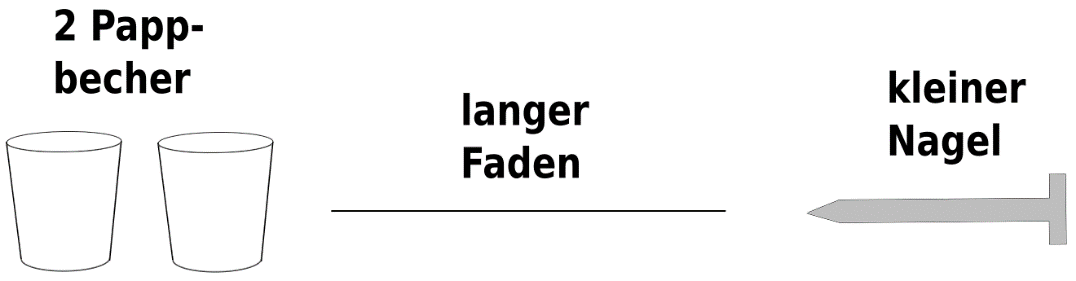 2 Papp-
becher
langer
Faden
kleiner
Nagel